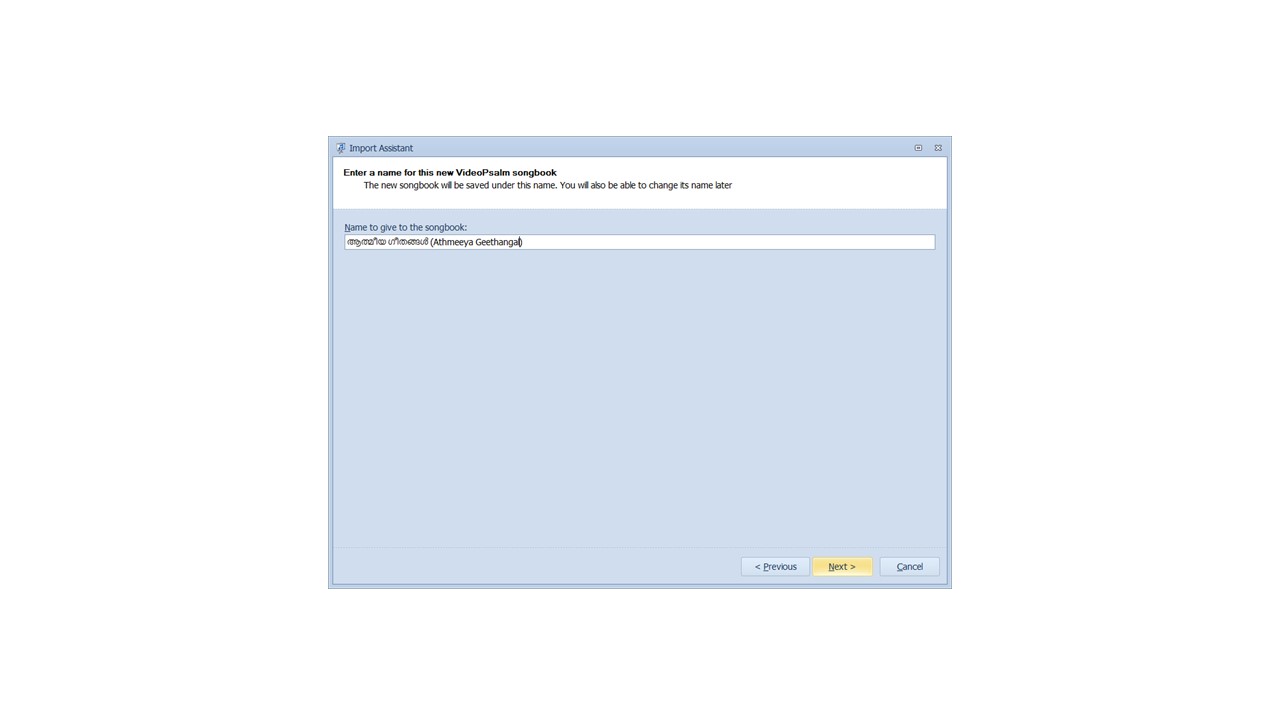 Import Assistant
Enter a name for this new VideoPsalm songbook
The new songbook will be saved under this name. You will also be able to change its name later
Name to give to the songbook:
ആത്മീയ ഗീതങ്ങൾ (Athmeeya Geethangal)
< Previous
Next >
Cancel